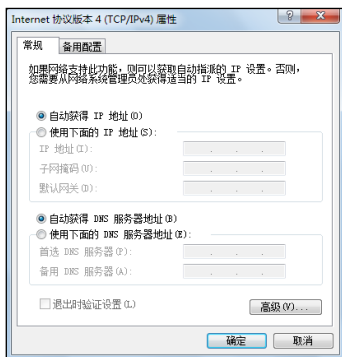 Internet 协议版本 4 (TCP/IPv4) 属性
常规 备用配置
如果网络支持此功能，则可以获取自动指派的 IP 设置。否则，
您需要从网络系统管理员处获得适当的 IP 设置。
自动获得 IP 地址(O)
使用下面的 IP 地址(S):
IP 地址(I):
子网掩码(U):
默认网关(D):
自动获得 DNS 服务器地址(B)
使用下面的 DNS 服务器地址(E):
首选 DNS 服务器(P):
备用 DNS 服务器(A):
退出时验证设置(L)
高级(V)...
确定 取消